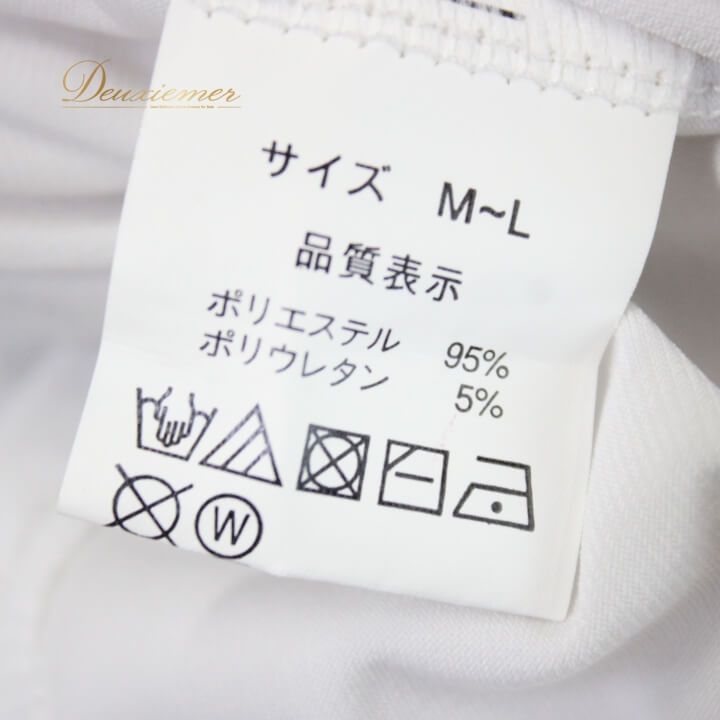 Deuxiemer
サイズ M~L
品質表示
ポリエステル 95%
ポリウレタン 5%
W